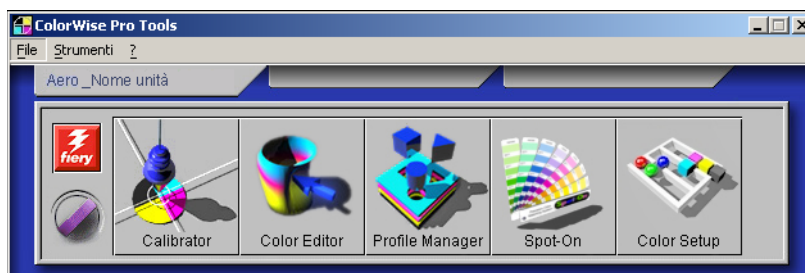 ColorWise Pro Tools
File Strumenti ?
Aero _Nome unità
fiery
Calibrator Color Editor Profile Manager Spot-On Color Setup